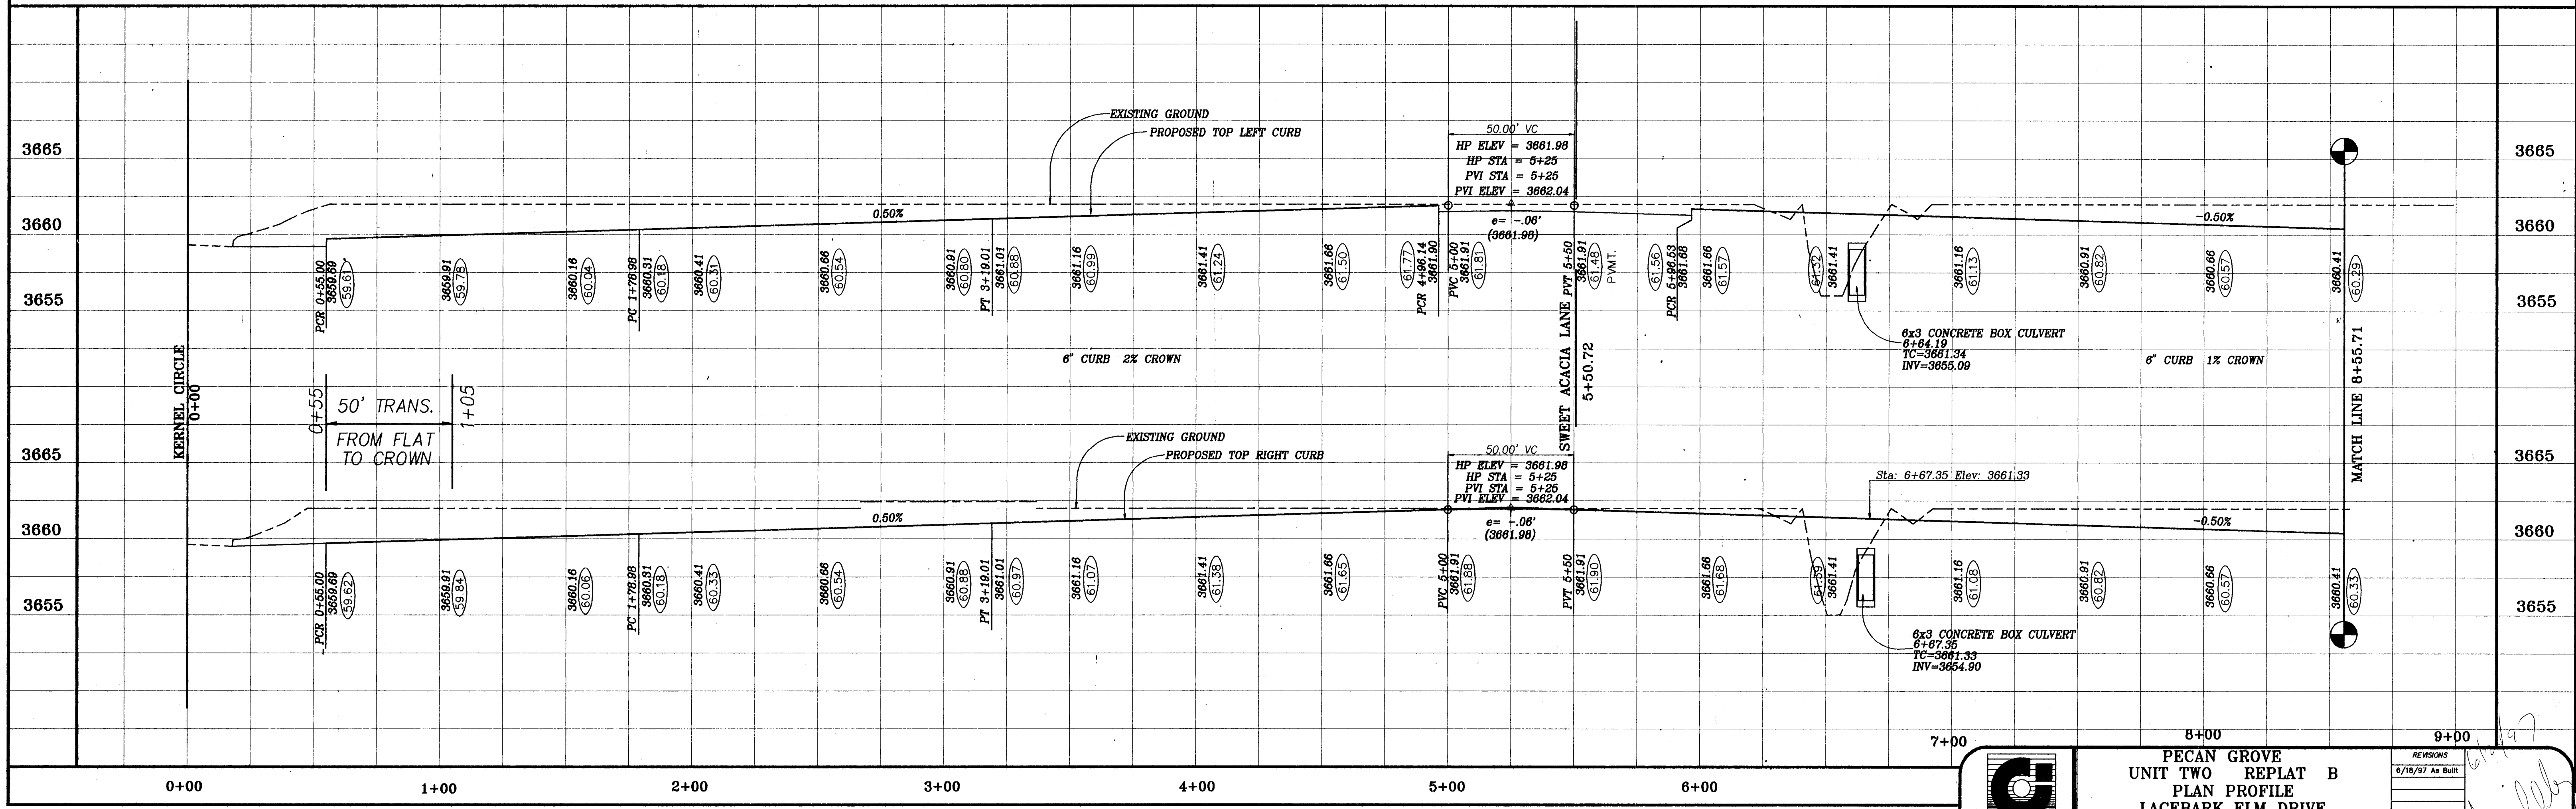 EXISTING GROUND
PROPOSED TOP LEFT CURB
50.00' VC
HP ELEV = 3661.98
HP STA = 5+25
PVI STA = 5+25
PVI ELEV = 3662.04
3665
3665
0.50%
e= -.06'
(3661.98)
-0.50%
3660
3660
PCR 0+55.00
3659.69
59.61
3659.91
59.78
3660.16
60.04
PC 1+78.98
3660.31
60.18
3660.41
60.31
3660.66
60.54
3660.91
60.80
PT 3+19.01
3661.01
60.88
3661.16
60.99
3661.41
61.24
3661.66
61.50
61.77
PCR 4+96.14
3661.90
PVC 5+00
3661.91
61.81
SWEET ACACIA LANE
5+50.72
PVT 5+50
3661.91
61.48
PVMT.
61.56
PCR 5+96.53
3661.68
3661.66
61.57
61.32
3661.41
3661.16
61.13
3660.91
60.82
3660.66
60.57
3660.41
60.29
3655
3655
6x3 CONCRETE BOX CULVERT
6+64.19
TC=3661.34
INV=3655.09
6" CURB 2% CROWN
6" CURB 1% CROWN
KERNEL CIRCLE
0+00
0+55
50' TRANS.
FROM FLAT
TO CROWN
1+05
MATCH LINE 8+55.71
EXISTING GROUND
PROPOSED TOP RIGHT CURB
50.00' VC
HP ELEV = 3661.98
HP STA = 5+25
PVI STA = 5+25
PVI ELEV = 3662.04
Sta: 6+67.35 Elev: 3661.33
3665
3665
0.50%
e= -.06'
(3661.98)
-0.50%
3660
3660
PCR 0+55.00
3659.69
59.62
3659.91
59.84
3660.16
60.06
PC 1+78.98
3660.31
60.18
3660.41
60.33
3660.66
60.54
3660.91
60.88
PT 3+19.01
3661.01
60.97
3661.16
61.07
3661.41
61.38
3661.66
61.65
PVC 5+00
3661.91
61.88
PVT 5+50
3661.91
61.90
3661.66
61.68
3661.41
3661.16
61.08
3660.91
60.82
3660.66
60.57
3660.41
60.33
3655
3655
6x3 CONCRETE BOX CULVERT
6+67.35
TC=3661.33
INV=3654.90
0+00
1+00
2+00
3+00
4+00
5+00
6+00
7+00
8+00
9+00
PECAN GROVE
UNIT TWO REPLAT B
PLAN PROFILE
LACEBARK ELM DRIVE
REVISIONS
6/18/97 As Built